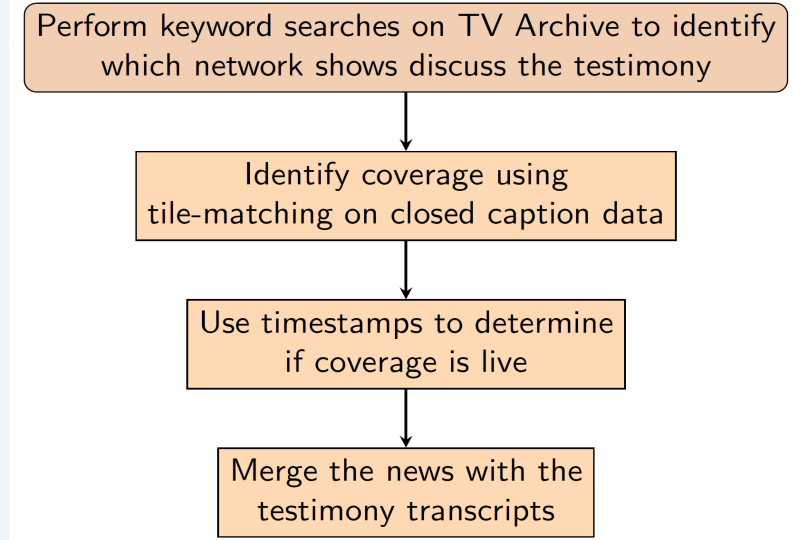 Perform keyword searches on TV Archive to identify
which network shows discuss the testimony
Identify coverage using
tile-matching on closed caption data
Use timestamps to determine
if coverage is live
Merge the news with the
testimony transcripts